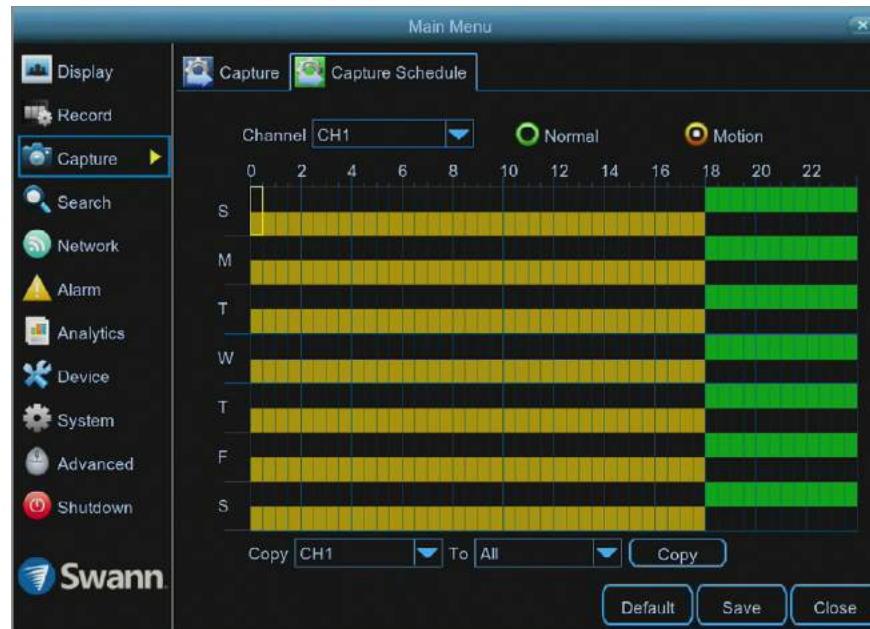 Main Menu
Display
Record
Capture
Search
Network
Alarm
Analytics
Device
System
Advanced
Shutdown
Swann
Capture
Capture Schedule
Channel CH1 Normal Motion
0 2 4 6 8 10 12 14 16 18 20 22
S
M
T
W
T
F
S
Copy CH1 To All Copy
Default Save Close